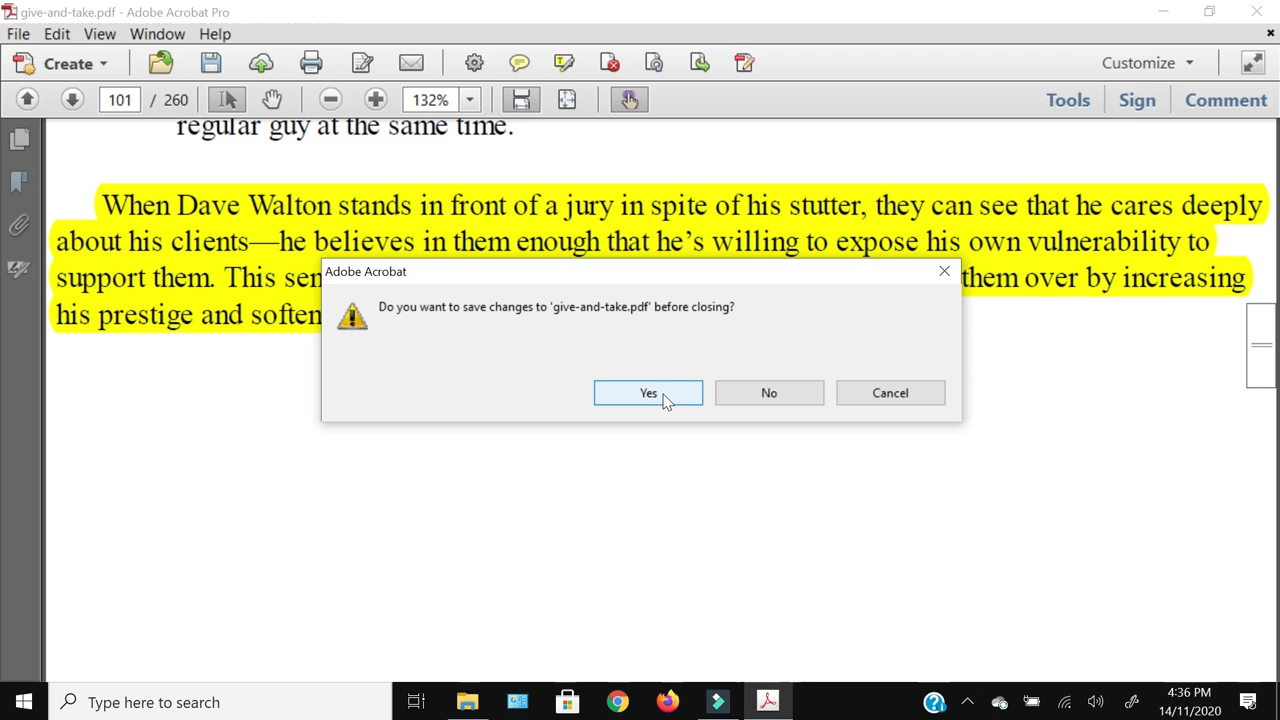 give-and-take.pdf - Adobe Acrobat Pro
File Edit View Window Help
Create Customize
101 / 260 132% Tools Sign Comment
regular guy at the same time.
When Dave Walton stands in front of a jury in spite of his stutter, they can see that he cares deeply
about his clients—he believes in them enough that he's willing to expose his own vulnerability to
support them. This sen them over by increasing
his prestige and soften
Adobe Acrobat
Do you want to save changes to 'give-and-take.pdf' before closing?
Yes No Cancel
Type here to search
4:36 PM
14/11/2020